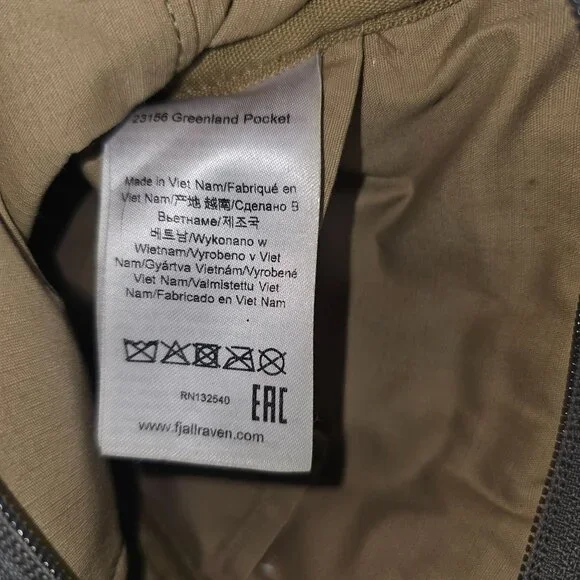 23156 Greenland Pocket
Made in Viet Nam/Fabriqué en
Viet Nam/产地 越南/Сделано В
Вьетнаме/제조국
베트남/Wykonano w
Wietnam/Vyrobeno v Viet
Nam/Gyártva Vietnám/Vyrobené
Viet Nam/Valmistettu Viet
Nam/Fabricado en Viet Nam
RN132540
EAC
www.fjallraven.com